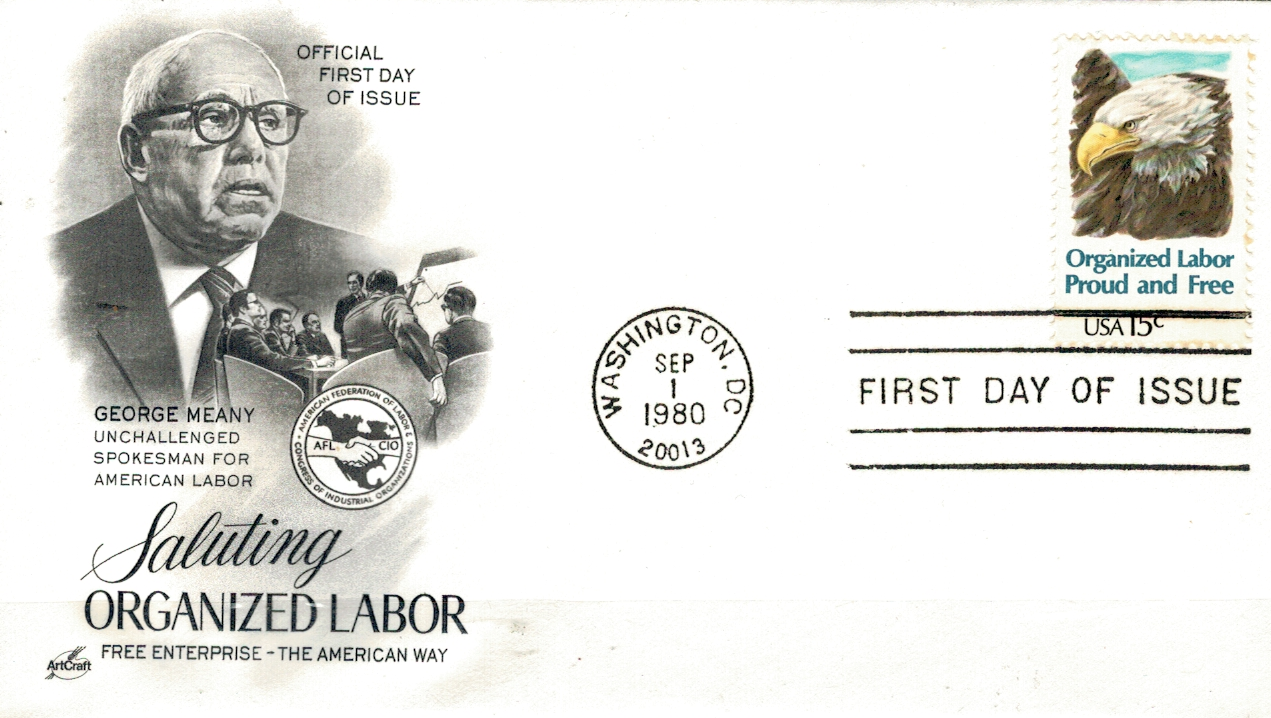 OFFICIAL
FIRST DAY
OF ISSUE
GEORGE MEANY
UNCHALLENGED
SPOKESMAN FOR
AMERICAN LABOR
AMERICAN FEDERATION OF LABOR &
CONGRESS OF INDUSTRIAL ORGANIZATIONS
AFL CIO
Saluting
ORGANIZED LABOR
FREE ENTERPRISE - THE AMERICAN WAY
ArtCraft
WASHINGTON, DC
SEP
1
1980
20013
Organized Labor
Proud and Free
USA 15c
FIRST DAY OF ISSUE